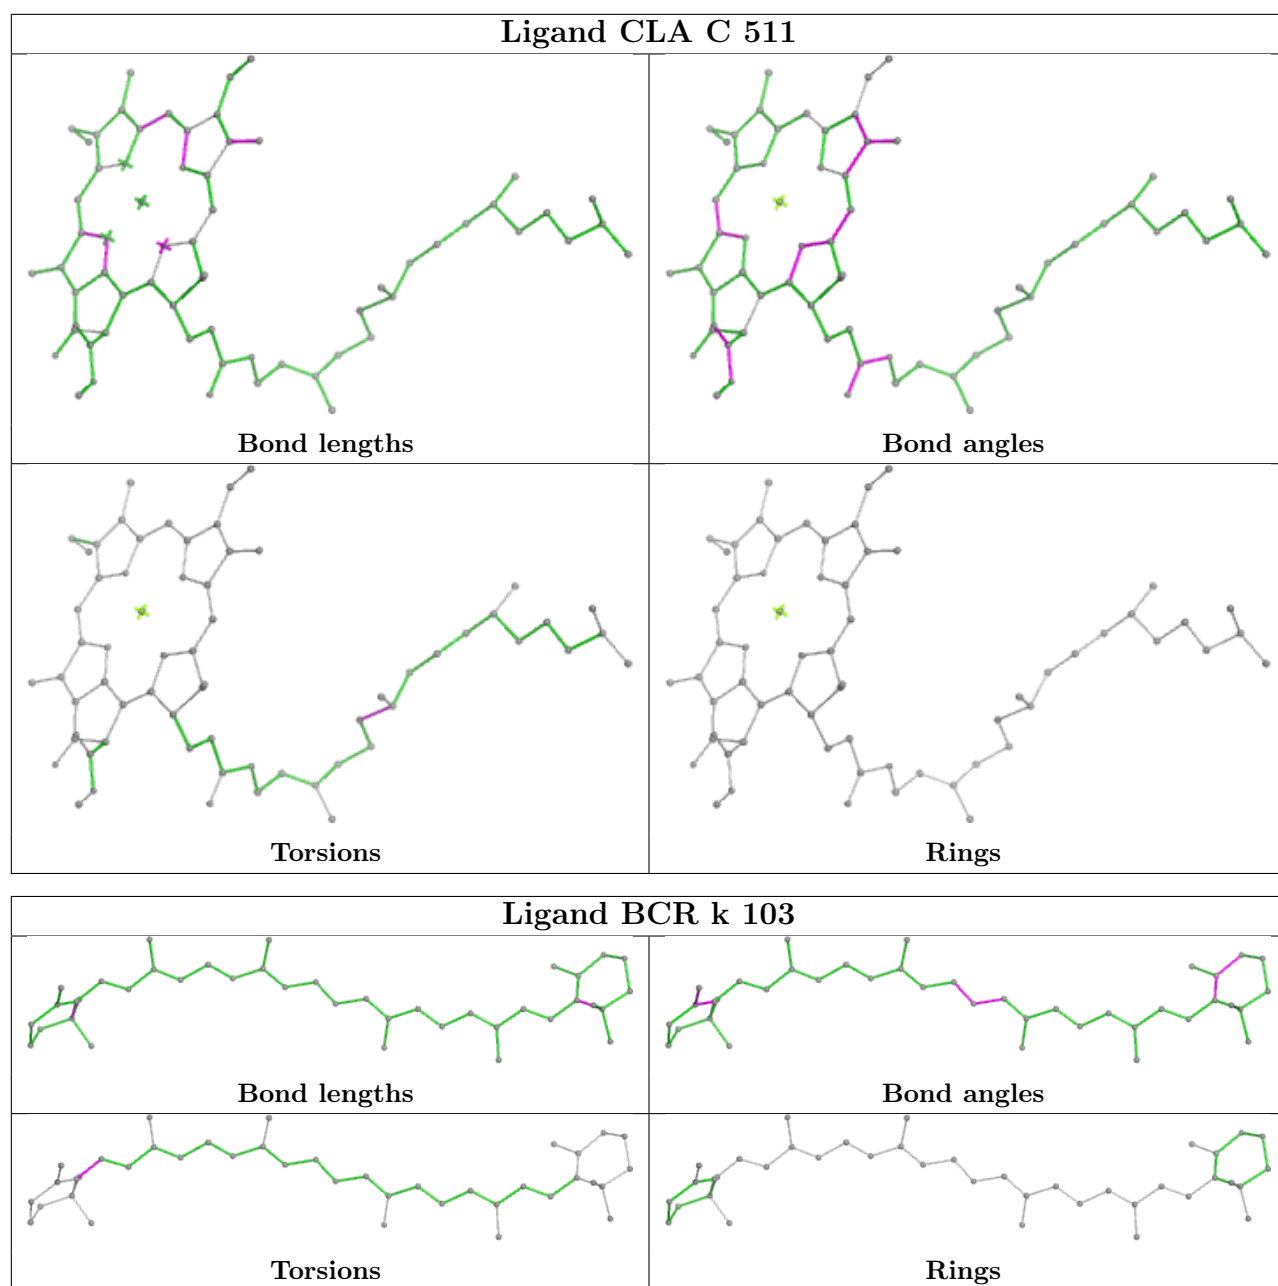 Ligand CLA C 511
Bond lengths
Bond angles
Torsions
Rings
Ligand BCR k 103
Bond lengths
Bond angles
Torsions
Rings